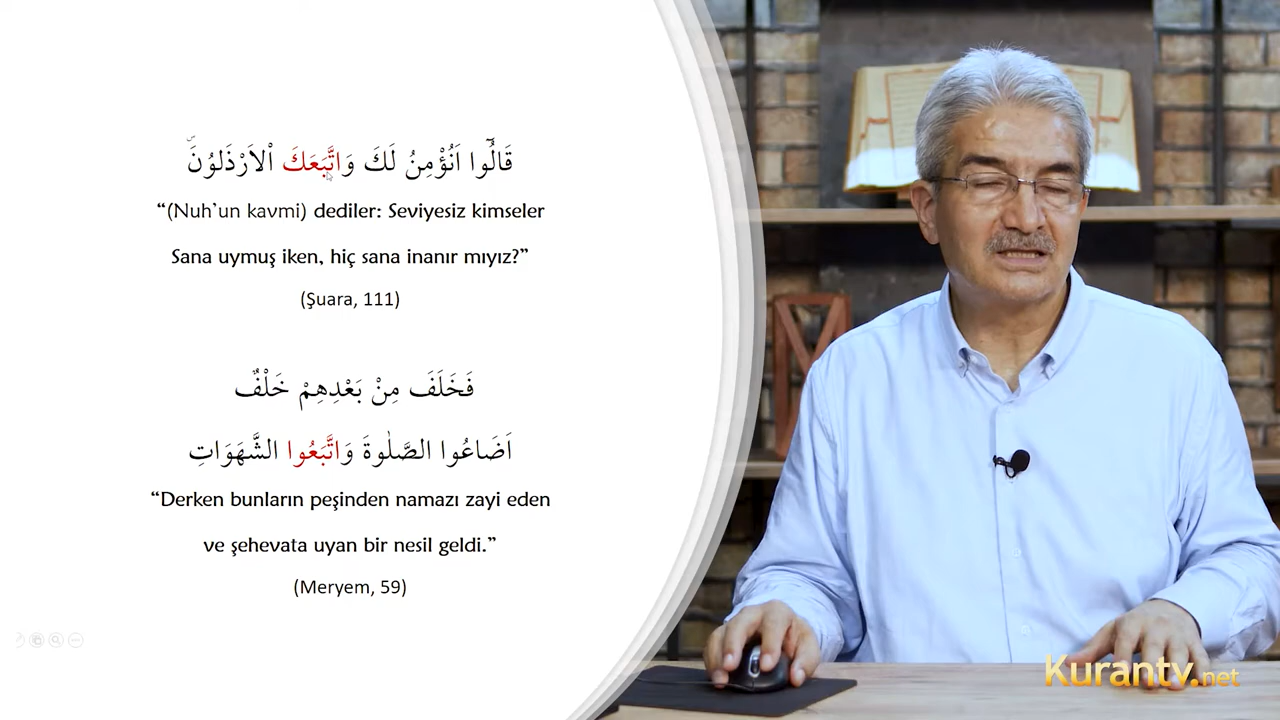 قَالُٓوا اَنُؤْمِنُ لَكَ وَاتَّبَعَكَ الْاَرْذَلُونَۜ
“(Nuh’un kavmi) dediler: Seviyesiz kimseler
Sana uymuş iken, hiç sana inanır mıyız?”
(Şuara, 111)
فَخَلَفَ مِنْ بَعْدِهِمْ خَلْفٌ
اَضَاعُوا الصَّلٰوةَ وَاتَّبَعُوا الشَّهَوَاتِ
“Derken bunların peşinden namazı zayi eden
ve şehevata uyan bir nesil geldi.”
(Meryem, 59)
Kurantv.net